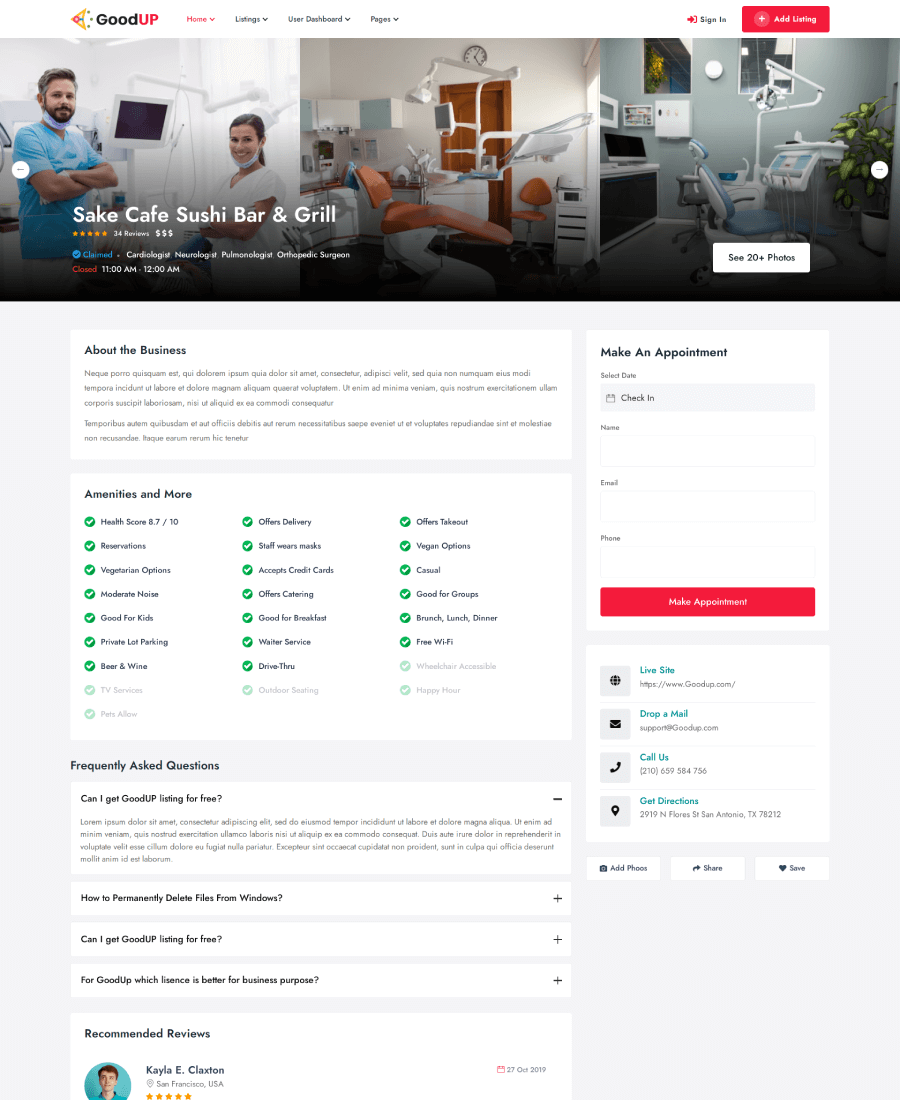 GoodUP Home Listings User Dashboard Pages Sign In Add Listing
Sake Cafe Sushi Bar & Grill
34 Reviews $$$
Claimed • Cardiologist, Neurologist, Pulmonologist, Orthopedic Surgeon
Closed 11:00 AM - 12:00 AM
See 20+ Photos
About the Business
Neque porro quisquam est, qui dolorem ipsum quia dolor sit amet, consectetur, adipisci velit, sed quia non numquam eius modi
tempora incidunt ut labore et dolore magnam aliquam quaerat voluptatem. Ut enim ad minima veniam, quis nostrum exercitationem ullam
corporis suscipit laboriosam, nisi ut aliquid ex ea commodi consequatur
Temporibus autem quibusdam et aut officiis debitis aut rerum necessitatibus saepe eveniet ut et voluptates repudiandae sint et molestiae
non recusandae. Itaque earum rerum hic tenetur
Amenities and More
Health Score 8.7 / 10 Offers Delivery Offers Takeout
Reservations Staff wears masks Vegan Options
Vegetarian Options Accepts Credit Cards Casual
Moderate Noise Offers Catering Good for Groups
Good For Kids Good for Breakfast Brunch, Lunch, Dinner
Private Lot Parking Waiter Service Free Wi-Fi
Beer & Wine Drive-Thru Wheelchair Accessible
TV Services Outdoor Seating Happy Hour
Pets Allow
Frequently Asked Questions
Can I get GoodUP listing for free?
Lorem ipsum dolor sit amet, consectetur adipiscing elit, sed do eiusmod tempor incididunt ut labore et dolore magna aliqua. Ut enim ad
minim veniam, quis nostrud exercitation ullamco laboris nisi ut aliquip ex ea commodo consequat. Duis aute irure dolor in reprehenderit in
voluptate velit esse cillum dolore eu fugiat nulla pariatur. Excepteur sint occaecat cupidatat non proident, sunt in culpa qui officia deserunt
mollit anim id est laborum.
How to Permanently Delete Files From Windows?
Can I get GoodUP listing for free?
For GoodUp which lisence is better for business purpose?
Recommended Reviews
Kayla E. Claxton 27 Oct 2019
San Francisco, USA
Make An Appointment
Select Date
Check In
Name
Email
Phone
Make Appointment
Live Site
https://www.Goodup.com/
Drop a Mail
support@Goodup.com
Call Us
(210) 659 584 756
Get Directions
2919 N Flores St San Antonio, TX 78212
Add Phoos Share Save